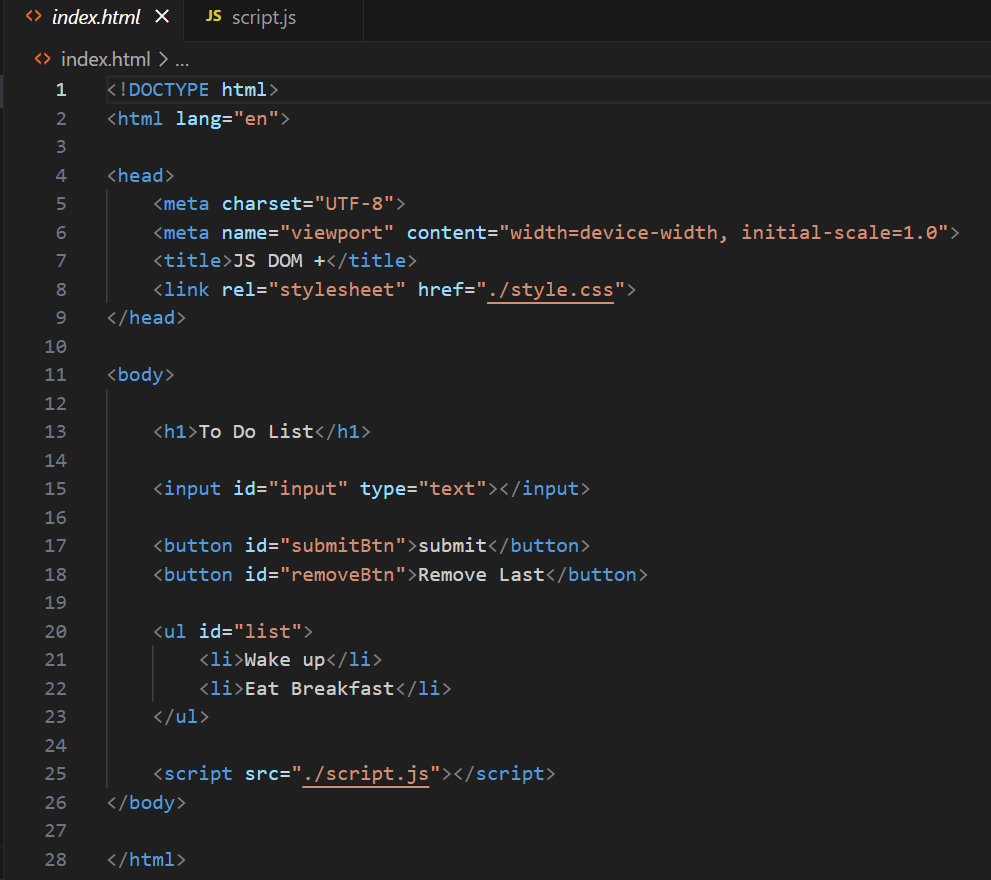 <> index.html × JS script.js
<> index.html > ...
1 <!DOCTYPE html>
2 <html lang="en">
3
4 <head>
5     <meta charset="UTF-8">
6     <meta name="viewport" content="width=device-width, initial-scale=1.0">
7     <title>JS DOM +</title>
8     <link rel="stylesheet" href="./style.css">
9 </head>
10
11 <body>
12
13     <h1>To Do List</h1>
14
15     <input id="input" type="text"></input>
16
17     <button id="submitBtn">submit</button>
18     <button id="removeBtn">Remove Last</button>
19
20     <ul id="list">
21         <li>Wake up</li>
22         <li>Eat Breakfast</li>
23     </ul>
24
25     <script src="./script.js"></script>
26 </body>
27
28 </html>